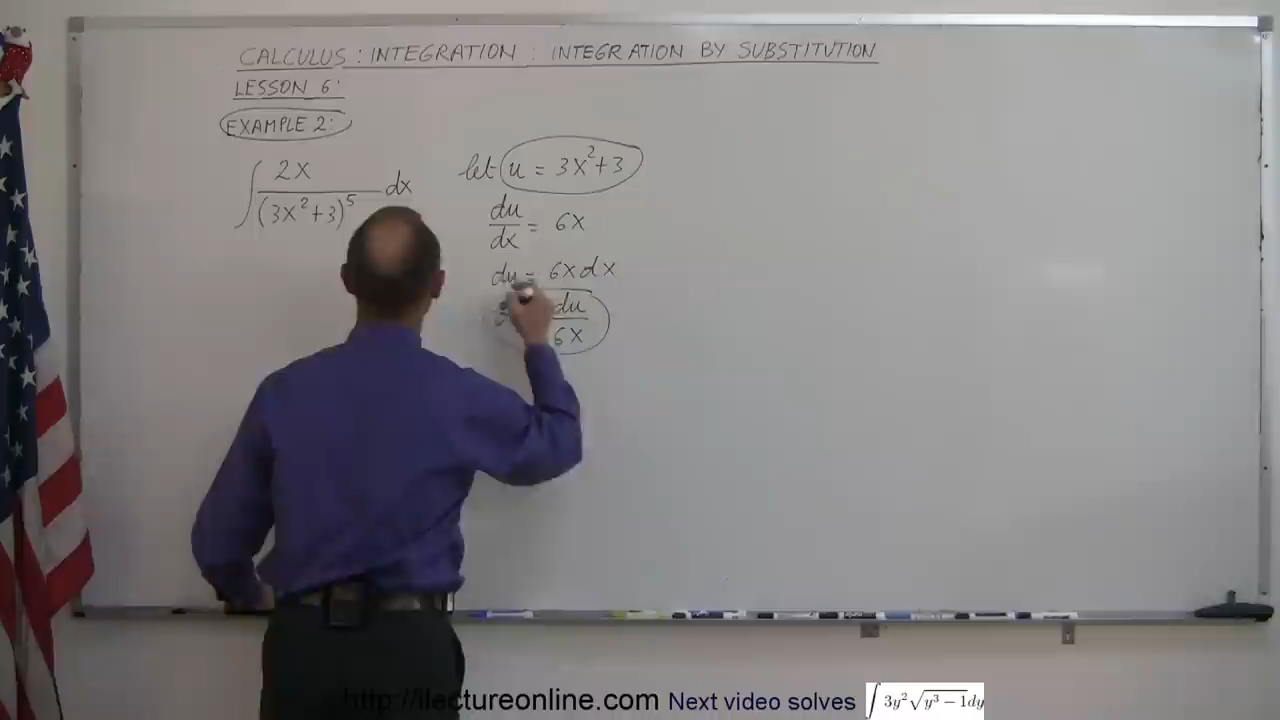 CALCULUS : INTEGRATION : INTEGRATION BY SUBSTITUTION
LESSON 6:
EXAMPLE 2:
∫ 2x / (3x²+3)⁵ dx
let u = 3x²+3
du/dx = 6x
du = 6x dx
du/6x
http://ilectureonline.com Next video solves ∫ 3y²√(y³ − 1)dy